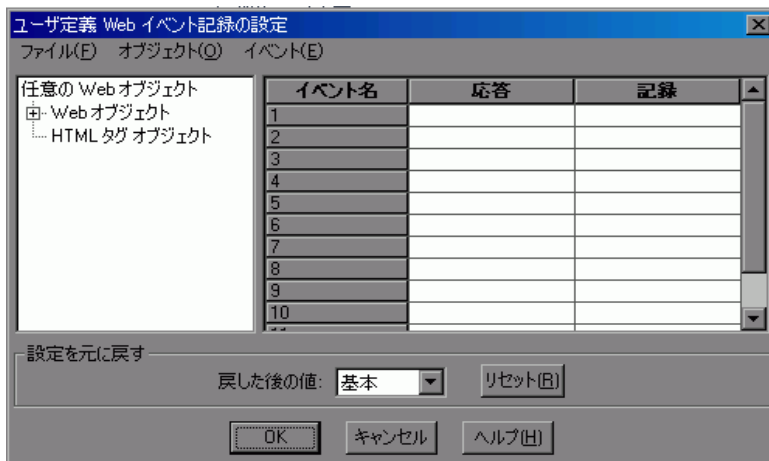 ユーザ定義 Web イベント記録の設定
ファイル(F) オブジェクト(O) イベント(E)
任意の Web オブジェクト
Web オブジェクト
HTML タグ オブジェクト
イベント名 応答 記録
1
2
3
4
5
6
7
8
9
10
設定を元に戻す
戻した後の値: 基本 リセット(R)
OK キャンセル ヘルプ(H)